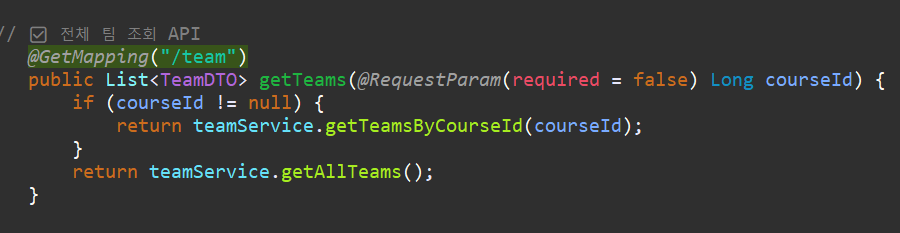 // ☑ 전체 팀 조회 API
@GetMapping("/team")
public List<TeamDTO> getTeams(@RequestParam(required = false) Long courseId) {
    if (courseId != null) {
        return teamService.getTeamsByCourseId(courseId);
    }
    return teamService.getAllTeams();
}